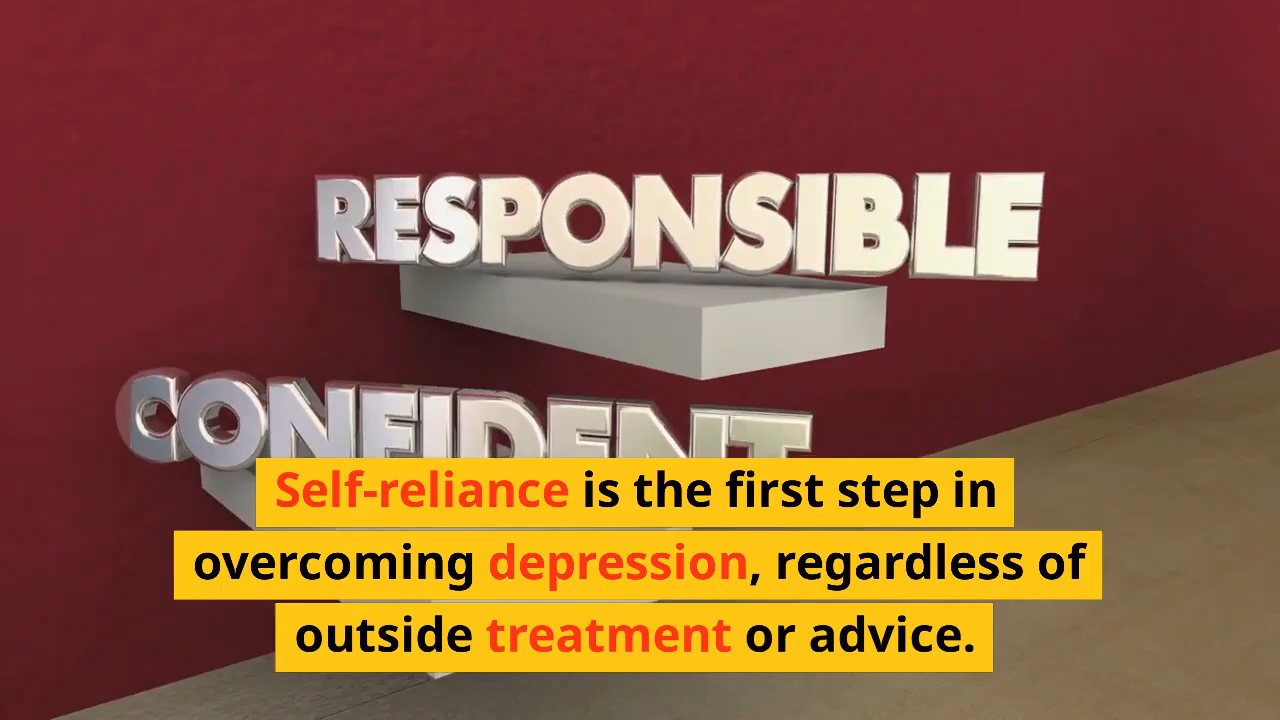 RESPONSIBLE
CONFIDENT
Self-reliance is the first step in
overcoming depression, regardless of
outside treatment or advice.